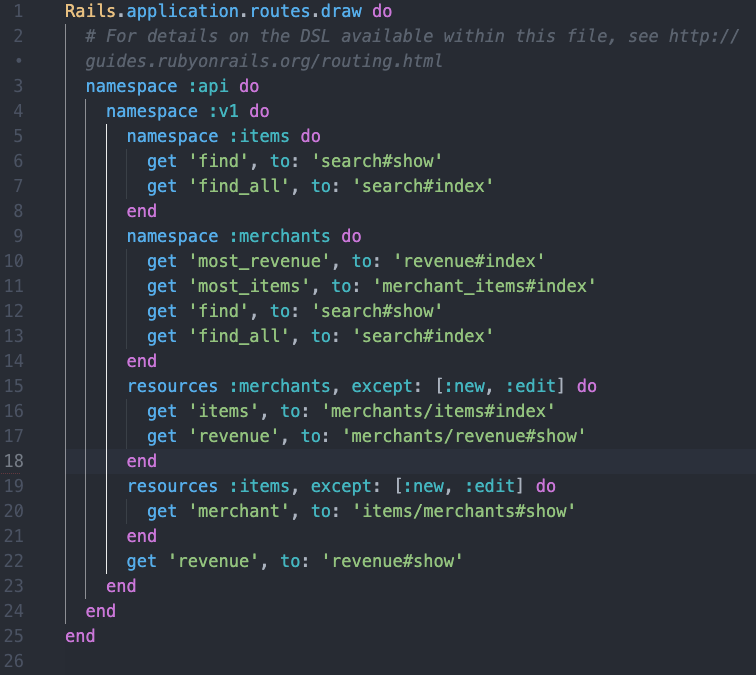 1 Rails.application.routes.draw do
2 # For details on the DSL available within this file, see http://
• guides.rubyonrails.org/routing.html
3 namespace :api do
4 namespace :v1 do
5 namespace :items do
6 get 'find', to: 'search#show'
7 get 'find_all', to: 'search#index'
8 end
9 namespace :merchants do
10 get 'most_revenue', to: 'revenue#index'
11 get 'most_items', to: 'merchant_items#index'
12 get 'find', to: 'search#show'
13 get 'find_all', to: 'search#index'
14 end
15 resources :merchants, except: [:new, :edit] do
16 get 'items', to: 'merchants/items#index'
17 get 'revenue', to: 'merchants/revenue#show'
18 end
19 resources :items, except: [:new, :edit] do
20 get 'merchant', to: 'items/merchants#show'
21 end
22 get 'revenue', to: 'revenue#show'
23 end
24 end
25 end
26